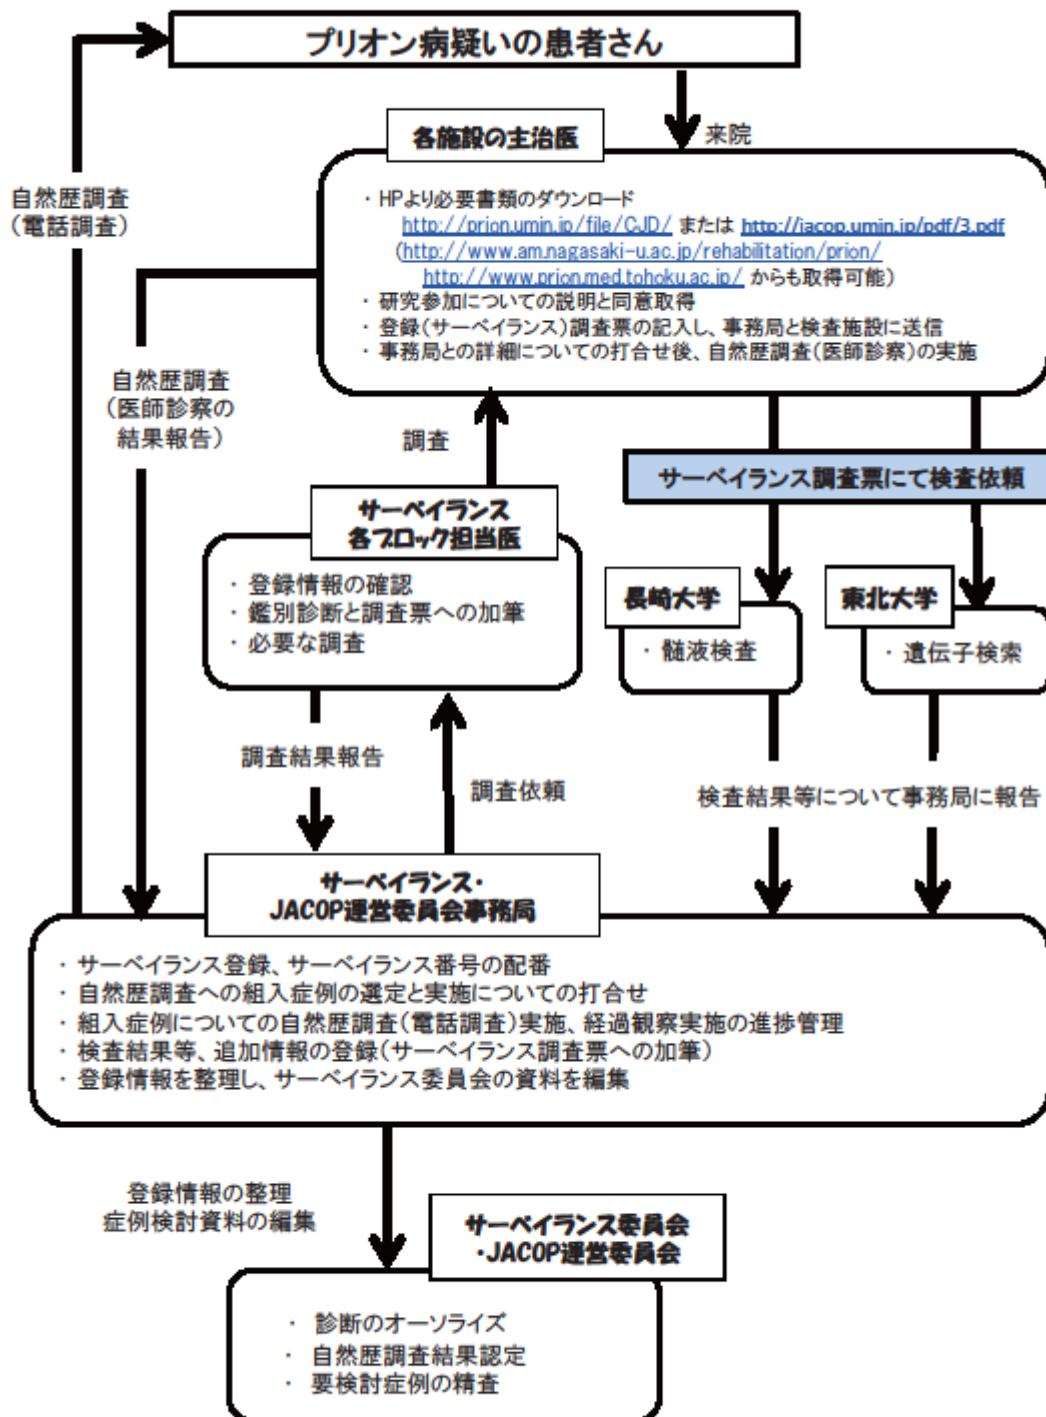 プリオン病疑いの患者さん
来院
各施設の主治医
・HPより必要書類のダウンロード
http://prion.umin.jp/file/CJD/ または http://jacop.umin.jp/pdf/3.pdf
(http://www.am.nagasaki-u.ac.jp/rehabilitation/prion/
http://www.prion.med.tohoku.ac.jp/ からも取得可能)
・研究参加についての説明と同意取得
・登録(サーベイランス)調査票の記入し、事務局と検査施設に送信
・事務局との詳細についての打合せ後、自然歴調査(医師診察)の実施
自然歴調査
(電話調査)
自然歴調査
(医師診察の
結果報告)
調査
サーベイランス調査票にて検査依頼
サーベイランス
各ブロック担当医
・登録情報の確認
・鑑別診断と調査票への加筆
・必要な調査
長崎大学
・髄液検査
東北大学
・遺伝子検索
調査結果報告
調査依頼
検査結果等について事務局に報告
サーベイランス・
JACOP運営委員会事務局
・サーベイランス登録、サーベイランス番号の配番
・自然歴調査への組入症例の選定と実施についての打合せ
・組入症例についての自然歴調査(電話調査)実施、経過観察実施の進捗管理
・検査結果等、追加情報の登録(サーベイランス調査票への加筆)
・登録情報を整理し、サーベイランス委員会の資料を編集
登録情報の整理
症例検討資料の編集
サーベイランス委員会
・JACOP運営委員会
・診断のオーソライズ
・自然歴調査結果認定
・要検討症例の精査